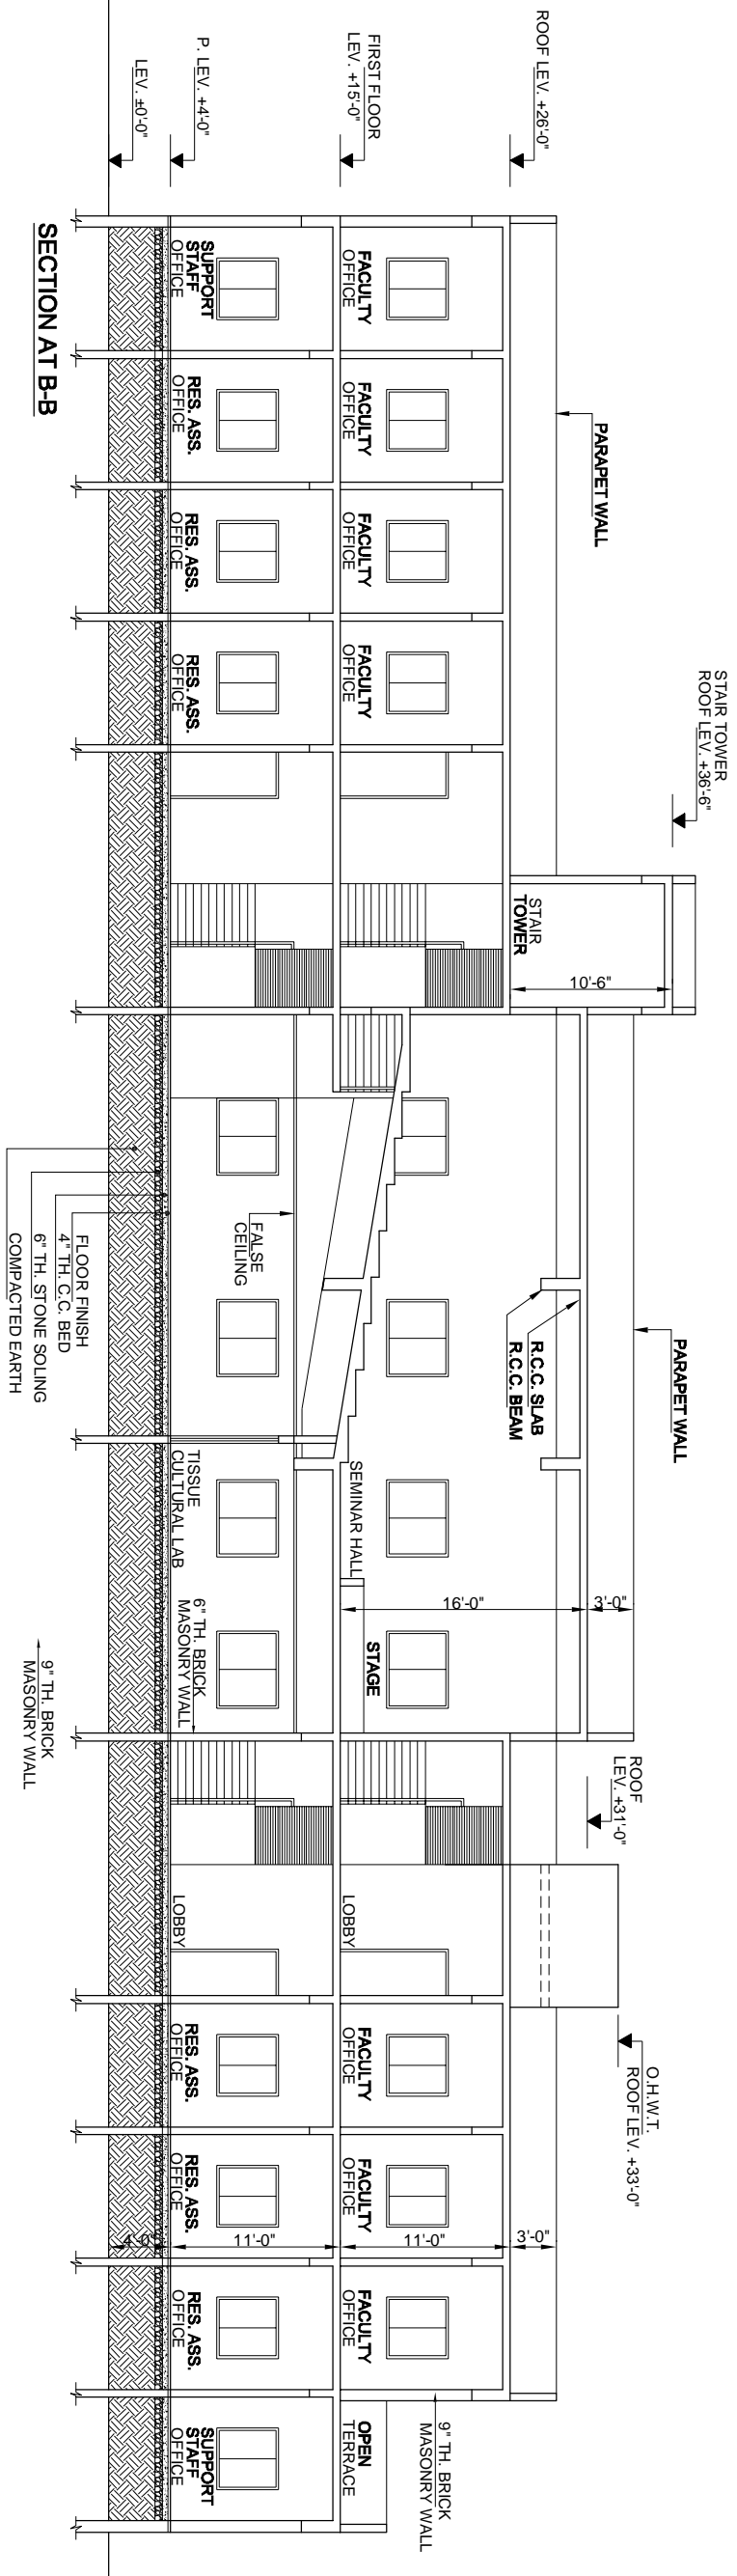 STAIR TOWER
ROOF LEV. +36'-6"
O.H.W.T.
ROOF LEV. +33'-0"
ROOF
LEV. +31'-0"
PARAPET WALL
PARAPET WALL
ROOF LEV. +26'-0"
STAIR
TOWER
10'-6"
R.C.C. SLAB
R.C.C. BEAM
3'-0"
16'-0"
3'-0"
9" TH. BRICK
MASONRY WALL
FIRST FLOOR
LEV. +15'-0"
FACULTY
OFFICE
FACULTY
OFFICE
FACULTY
OFFICE
FACULTY
OFFICE
SEMINAR HALL
STAGE
LOBBY
FACULTY
OFFICE
FACULTY
OFFICE
11'-0"
FACULTY
OFFICE
OPEN
TERRACE
FALSE
CEILING
P. LEV. +4'-0"
SUPPORT
STAFF
OFFICE
RES. ASS.
OFFICE
RES. ASS.
OFFICE
RES. ASS.
OFFICE
TISSUE
CULTURAL LAB
6" TH. BRICK
MASONRY WALL
LOBBY
RES. ASS.
OFFICE
RES. ASS.
OFFICE
11'-0"
RES. ASS.
OFFICE
SUPPORT
STAFF
OFFICE
4'-0"
LEV. ±0'-0"
FLOOR FINISH
4" TH. C.C. BED
6" TH. STONE SOLING
COMPACTED EARTH
9" TH. BRICK
MASONRY WALL
SECTION AT B-B